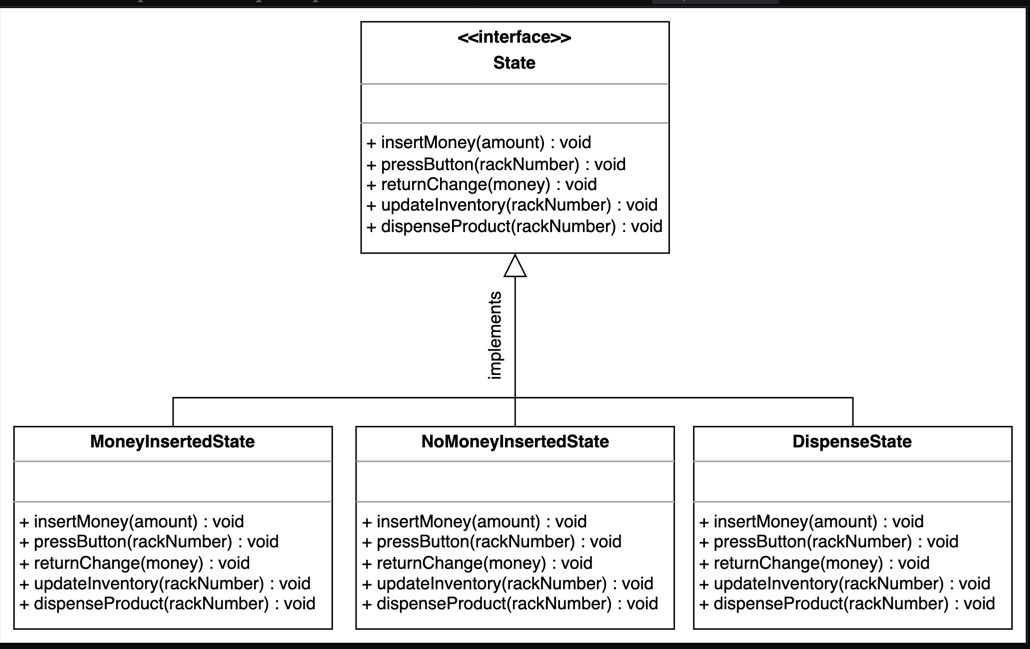 <<interface>>
State
+ insertMoney(amount) : void
+ pressButton(rackNumber) : void
+ returnChange(money) : void
+ updateInventory(rackNumber) : void
+ dispenseProduct(rackNumber) : void
implements
MoneyInsertedState
+ insertMoney(amount) : void
+ pressButton(rackNumber) : void
+ returnChange(money) : void
+ updateInventory(rackNumber) : void
+ dispenseProduct(rackNumber) : void
NoMoneyInsertedState
+ insertMoney(amount) : void
+ pressButton(rackNumber) : void
+ returnChange(money) : void
+ updateInventory(rackNumber) : void
+ dispenseProduct(rackNumber) : void
DispenseState
+ insertMoney(amount) : void
+ pressButton(rackNumber) : void
+ returnChange(money) : void
+ updateInventory(rackNumber) : void
+ dispenseProduct(rackNumber) : void